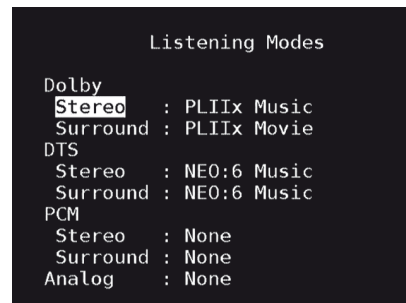 Listening Modes
Dolby
Stereo : PLIIx Music
Surround : PLIIx Movie
DTS
Stereo : NEO:6 Music
Surround : NEO:6 Music
PCM
Stereo : None
Surround : None
Analog : None